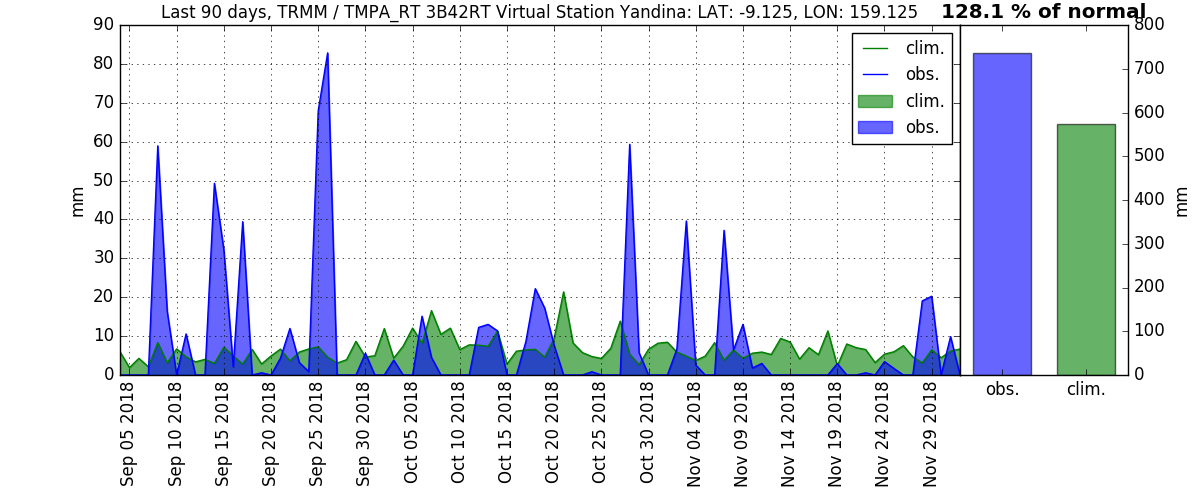 Last 90 days, TRMM / TMPA_RT 3B42RT Virtual Station Yandina: LAT: -9.125, LON: 159.125
128.1 % of normal
90
80
70
60
50
40
30
20
10
0
mm
clim.
obs.
clim.
obs.
Sep 05 2018
Sep 10 2018
Sep 15 2018
Sep 20 2018
Sep 25 2018
Sep 30 2018
Oct 05 2018
Oct 10 2018
Oct 15 2018
Oct 20 2018
Oct 25 2018
Oct 30 2018
Nov 04 2018
Nov 09 2018
Nov 14 2018
Nov 19 2018
Nov 24 2018
Nov 29 2018
800
700
600
500
400
300
200
100
0
mm
obs.
clim.